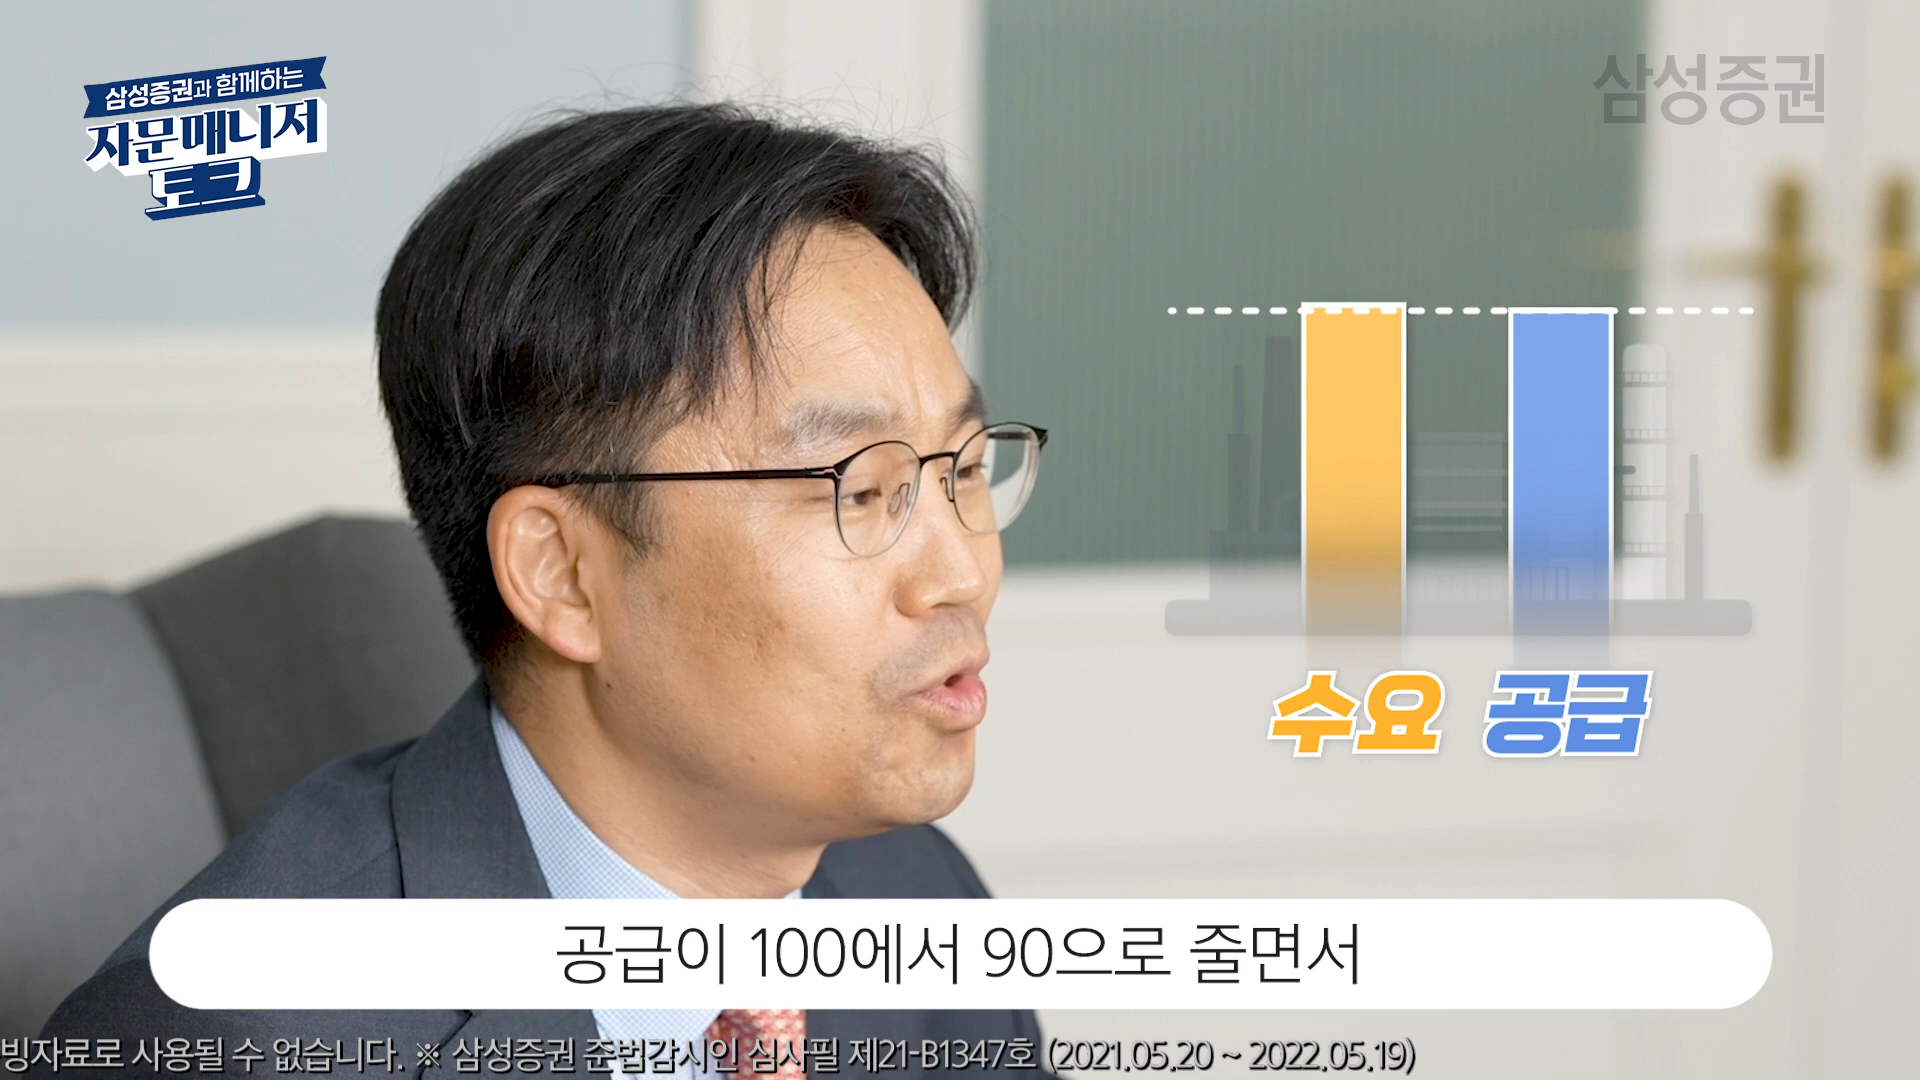 삼성증권과 함께하는
자문매니저
토크
삼성증권
수요 공급
공급이 100에서 90으로 줄면서
빙자료로 사용될 수 없습니다. ※ 삼성증권 준법감시인 심사필 제21-B1347호 (2021.05.20 ~ 2022.05.19)